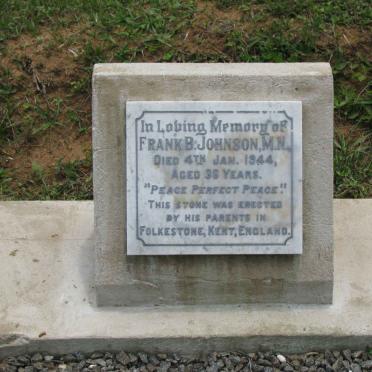 In Loving Memory of
FRANK B. JOHNSON, M.N.
DIED 4TH JAN. 1944,
AGED 36 YEARS.
"PEACE PERFECT PEACE."
THIS STONE WAS ERECTED
BY HIS PARENTS IN
FOLKESTONE, KENT, ENGLAND.